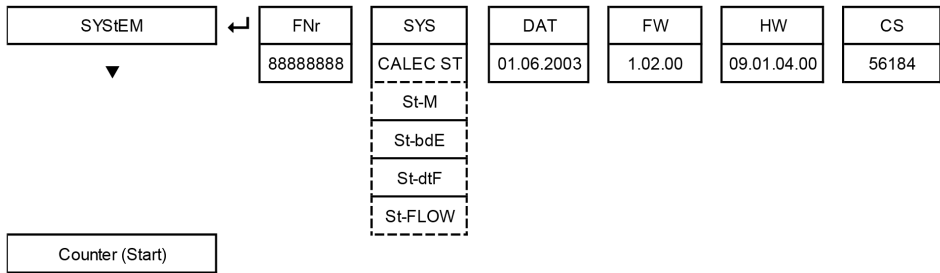 SYStEM FNr SYS DAT FW HW CS
88888888 CALEC ST 01.06.2003 1.02.00 09.01.04.00 56184
St-M
St-bdE
St-dtF
St-FLOW
Counter (Start)